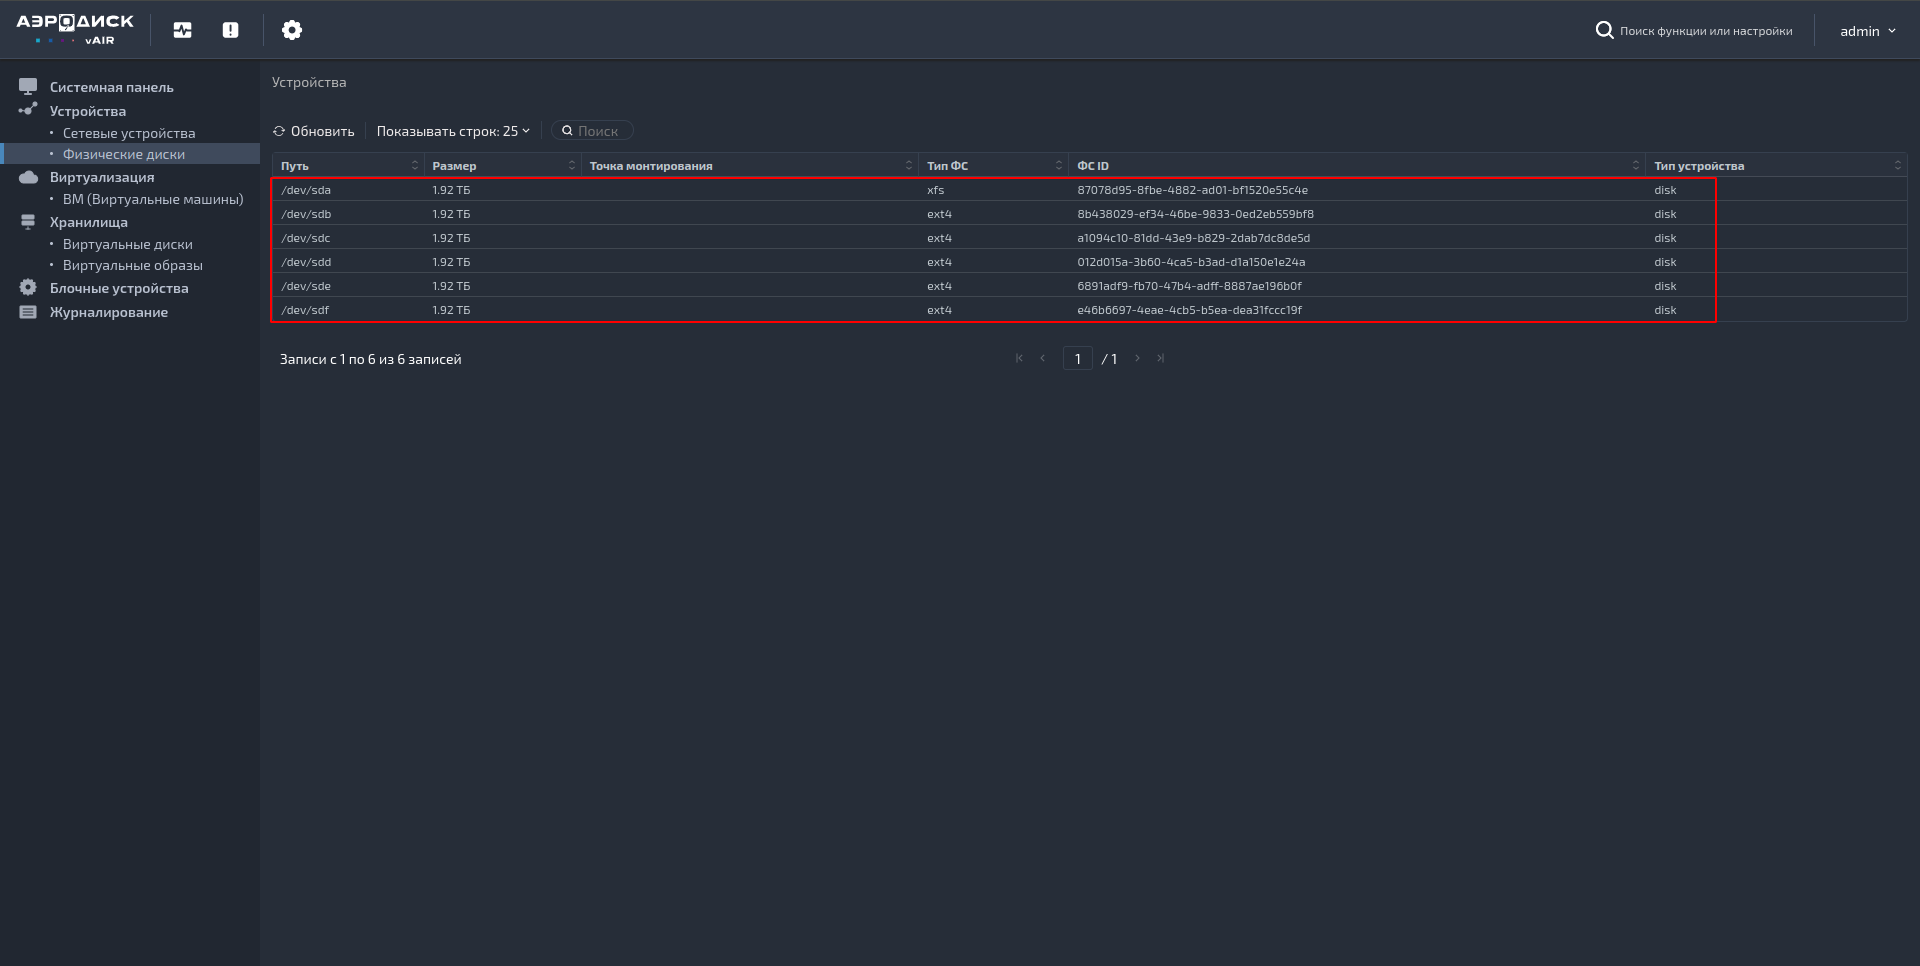 АЭРОДИСК
vAIR
Поиск функции или настройки
admin
Системная панель
Устройства
Сетевые устройства
Физические диски
Виртуализация
ВМ (Виртуальные машины)
Хранилища
Виртуальные диски
Виртуальные образы
Блочные устройства
Журналирование
Устройства
Обновить Показывать строк: 25 Поиск
Путь Размер Точка монтирования Тип ФС ФС ID Тип устройства
/dev/sda 1.92 ТБ xfs 87078d95-8fbe-4882-ad01-bf1520e55c4e disk
/dev/sdb 1.92 ТБ ext4 8b438029-ef34-46be-9833-0ed2eb559bf8 disk
/dev/sdc 1.92 ТБ ext4 a1094c10-81dd-43e9-b829-2dab7dc8de5d disk
/dev/sdd 1.92 ТБ ext4 012d015a-3b60-4ca5-b3ad-d1a150e1e24a disk
/dev/sde 1.92 ТБ ext4 6891adf9-fb70-47b4-adff-8887ae196b0f disk
/dev/sdf 1.92 ТБ ext4 e46b6697-4eae-4cb5-b5ea-dea31fccc19f disk
Записи с 1 по 6 из 6 записей 1 / 1